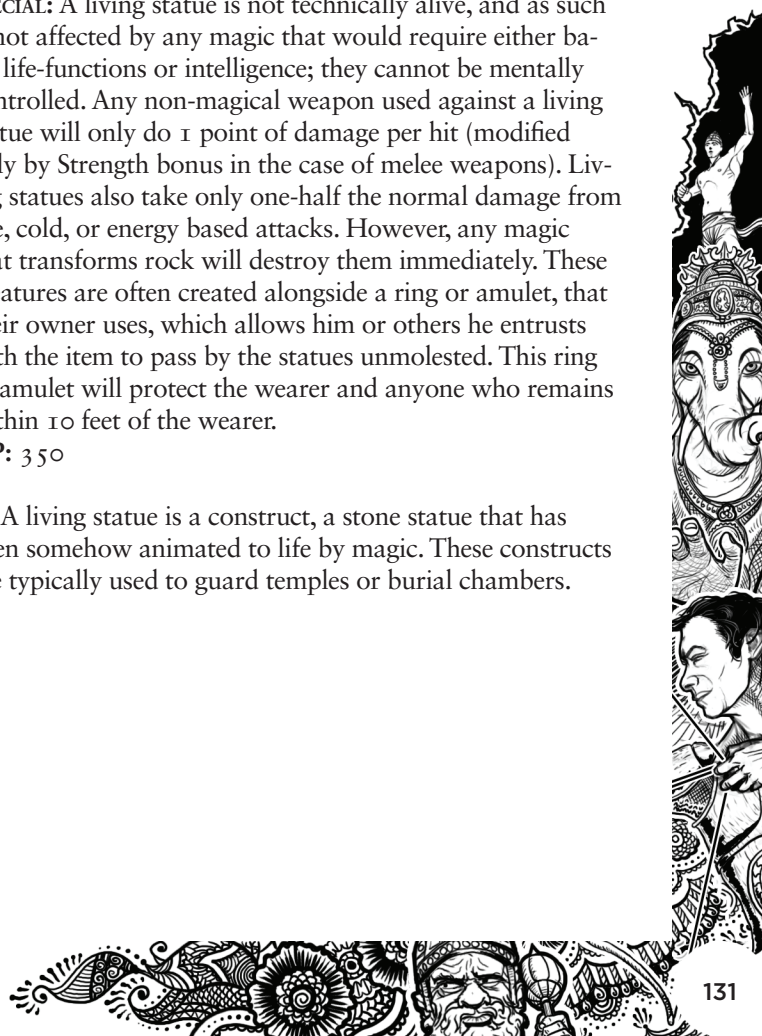 ECIAL: A living statue is not technically alive, and as such
not affected by any magic that would require either ba-
life-functions or intelligence; they cannot be mentally
ntrolled. Any non-magical weapon used against a living
tue will only do 1 point of damage per hit (modified
ly by Strength bonus in the case of melee weapons). Liv-
g statues also take only one-half the normal damage from
e, cold, or energy based attacks. However, any magic
at transforms rock will destroy them immediately. These
eatures are often created alongside a ring or amulet, that
eir owner uses, which allows him or others he entrusts
th the item to pass by the statues unmolested. This ring
amulet will protect the wearer and anyone who remains
thin 10 feet of the wearer.
P: 350
A living statue is a construct, a stone statue that has
en somehow animated to life by magic. These constructs
e typically used to guard temples or burial chambers.
131